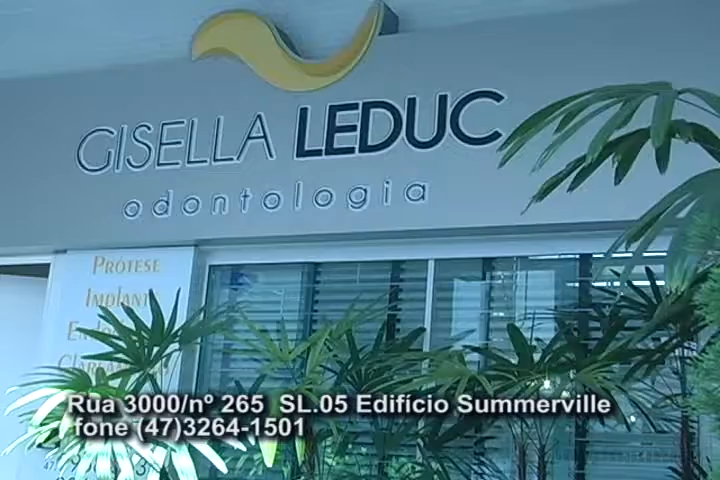 GISELLA LEDUC
odontologia
PRÓTESE
Rua 3000/nº 265 SL.05 Edifício Summerville
fone (47)3264-1501